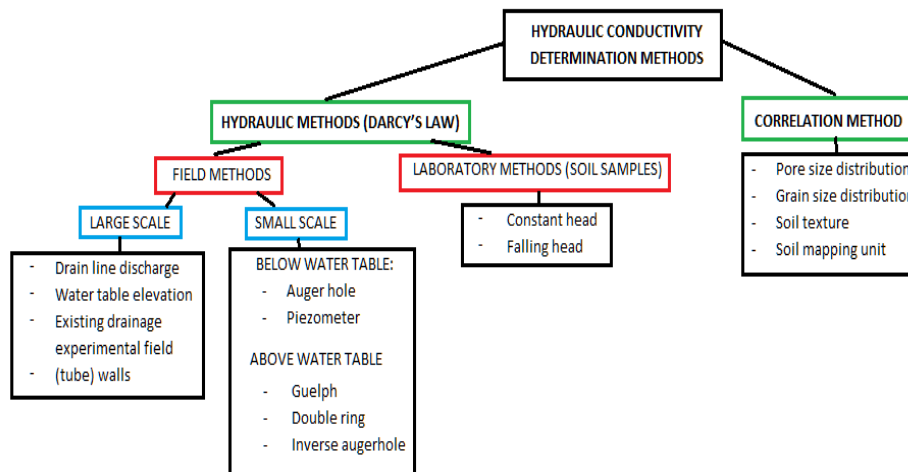 HYDRAULIC CONDUCTIVITY
DETERMINATION METHODS
HYDRAULIC METHODS (DARCY'S LAW)
CORRELATION METHOD
FIELD METHODS
LABORATORY METHODS (SOIL SAMPLES)
- Pore size distribution
- Grain size distribution
- Soil texture
- Soil mapping unit
- Constant head
- Falling head
LARGE SCALE
SMALL SCALE
- Drain line discharge
- Water table elevation
- Existing drainage
experimental field
- (tube) walls
BELOW WATER TABLE:
- Auger hole
- Piezometer
ABOVE WATER TABLE
- Guelph
- Double ring
- Inverse augerhole